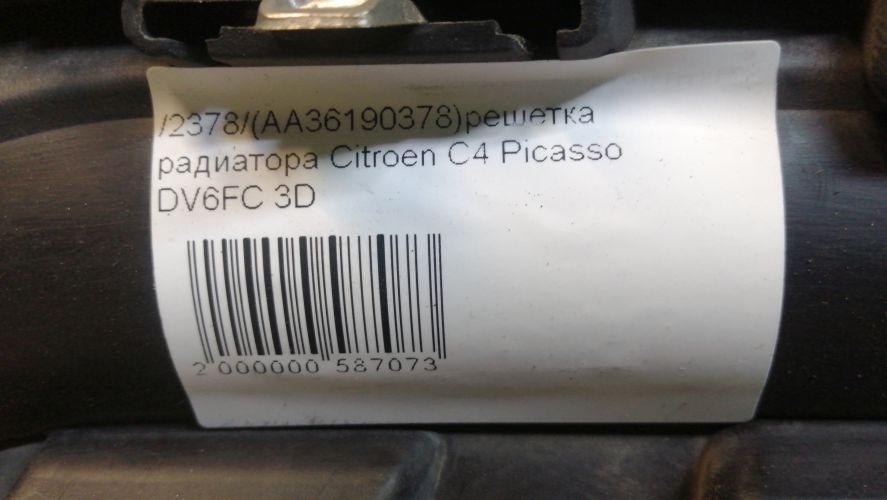 /2378/(AA36190378)решетка
радиатора Citroen C4 Picasso
DV6FC 3D
2 000000 587073